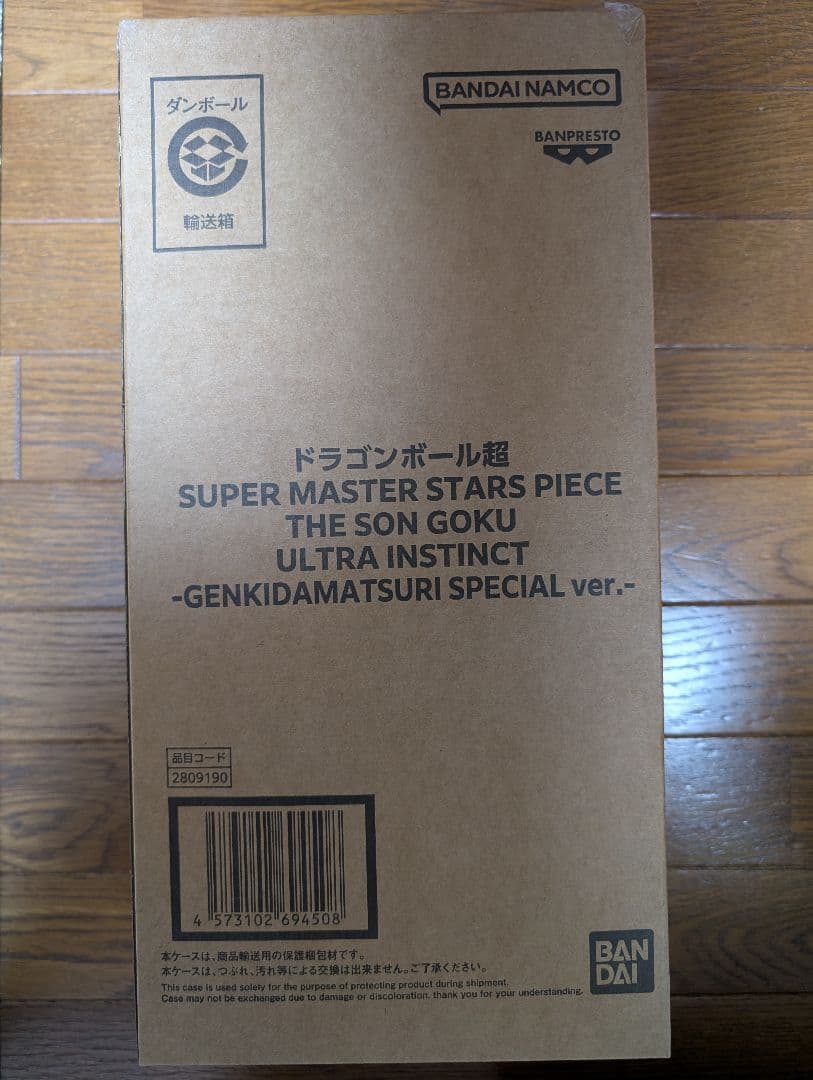 ダンボール
輸送箱
BANDAI NAMCO
BANPRESTO
ドラゴンボール超
SUPER MASTER STARS PIECE
THE SON GOKU
ULTRA INSTINCT
-GENKIDAMATSURI SPECIAL ver.-
品目コード
2809190
4 573102 694508
本ケースは、商品輸送用の保護梱包材です。
本ケースは、つぶれ、汚れ等による交換は出来ません。ご了承ください。
This case is used solely for the purpose of protecting product during shipment.
Case may not be exchanged due to damage or discoloration. thank you for your understanding.
BAN
DAI